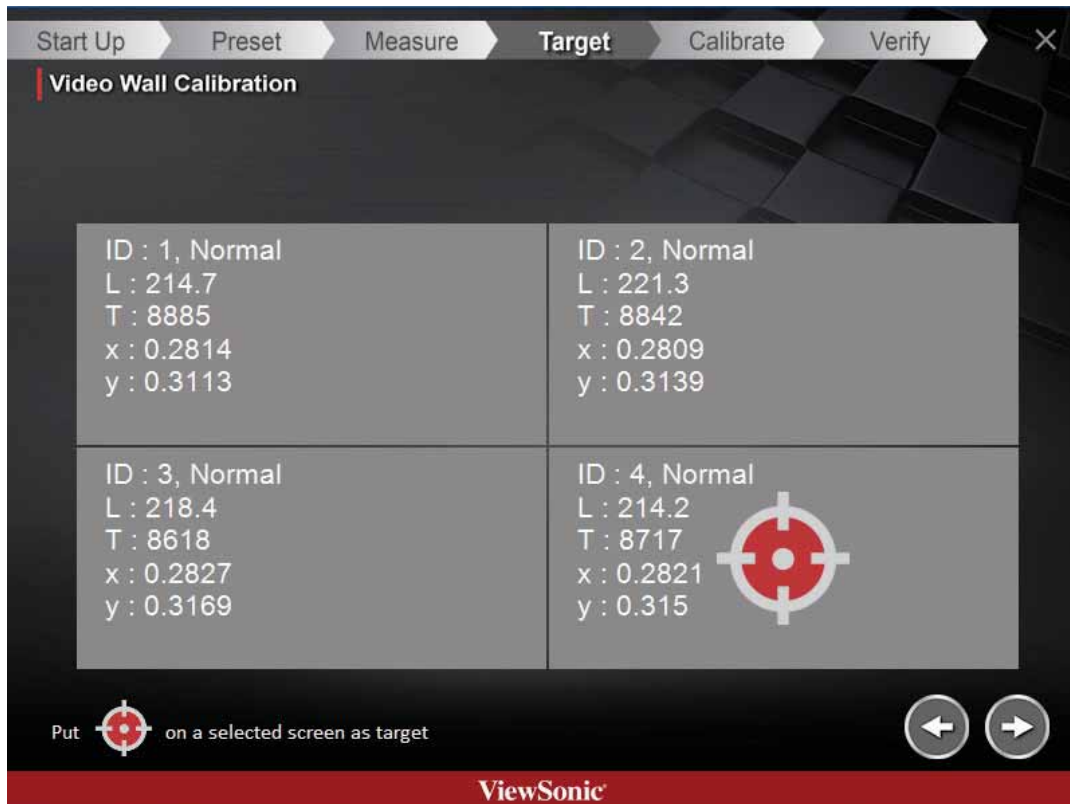 Start Up Preset Measure Target Calibrate Verify
Video Wall Calibration
ID : 1, Normal
L : 214.7
T : 8885
x : 0.2814
y : 0.3113
ID : 2, Normal
L : 221.3
T : 8842
x : 0.2809
y : 0.3139
ID : 3, Normal
L : 218.4
T : 8618
x : 0.2827
y : 0.3169
ID : 4, Normal
L : 214.2
T : 8717
x : 0.2821
y : 0.315
Put on a selected screen as target
ViewSonic